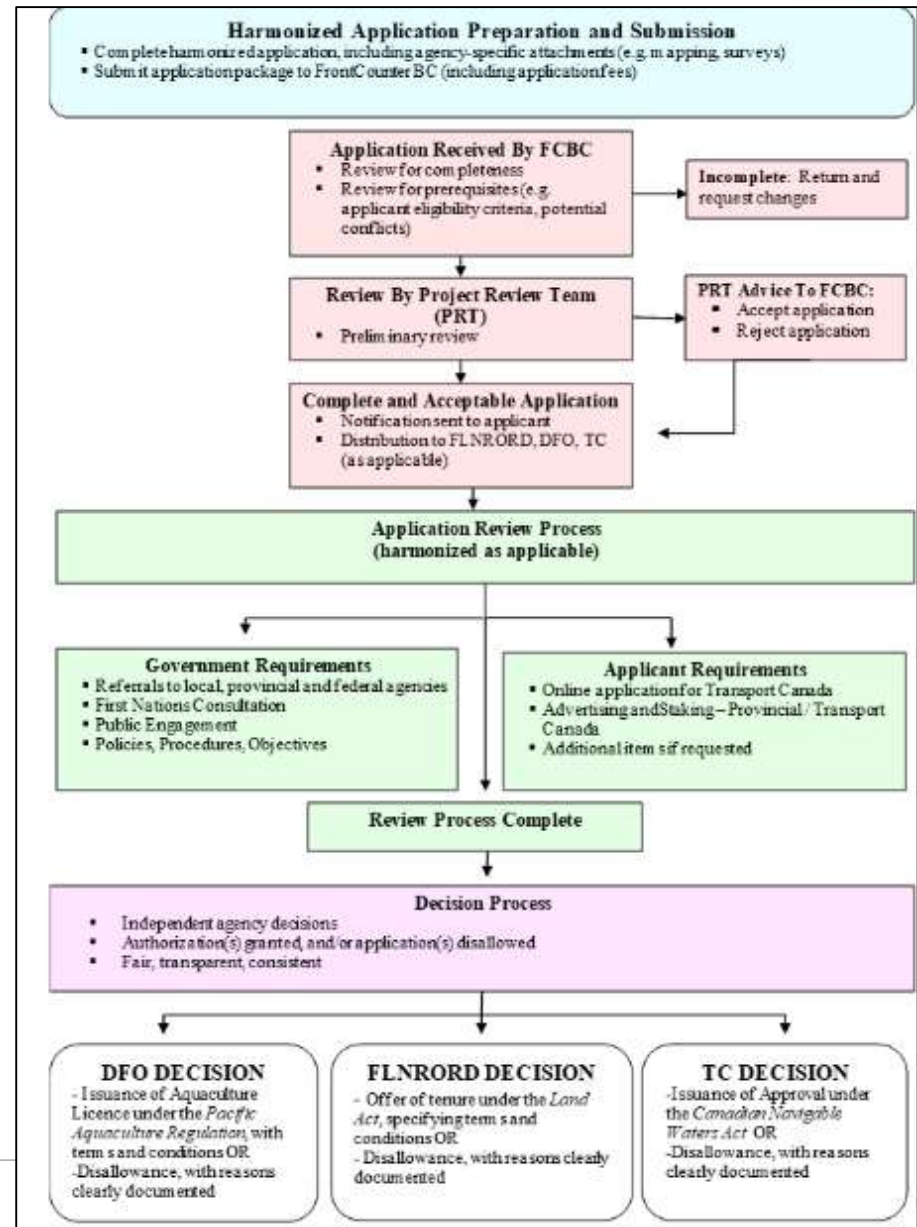 Harmonized Application Preparation and Submission
▪ Complete harmonized application, including agency-specific attachments (e.g. mapping, surveys)
▪ Submit application package to FrontCounter BC (including application fees)
Application Received By FCBC
▪ Review for completeness
▪ Review for prerequisites (e.g.
applicant eligibility criteria, potential
conflicts)
Incomplete: Return and
request changes
Review By Project Review Team
(PRT)
▪ Preliminary review
PRT Advice To FCBC:
▪ Accept application
▪ Reject application
Complete and Acceptable Application
▪ Notification sent to applicant
▪ Distribution to FLNRORD, DFO, TC
(as applicable)
Application Review Process
(harmonized as applicable)
Government Requirements
▪ Referrals to local, provincial and federal agencies
▪ First Nations Consultation
▪ Public Engagement
▪ Policies, Procedures, Objectives
Applicant Requirements
▪ Online application for Transport Canada
▪ Advertising and Staking – Provincial / Transport
Canada
▪ Additional items if requested
Review Process Complete
Decision Process
▪ Independent agency decisions
▪ Authorization(s) granted, and/or application(s) disallowed
▪ Fair, transparent, consistent
DFO DECISION
- Issuance of Aquaculture
Licence under the Pacific
Aquaculture Regulation, with
terms and conditions OR
-Disallowance, with reasons
clearly documented
FLNRORD DECISION
- Offer of tenure under the Land
Act, specifying terms and
conditions OR
- Disallowance, with reasons clearly
documented
TC DECISION
-Issuance of Approval under
the Canadian Navigable
Waters Act OR
-Disallowance, with reasons
clearly documented